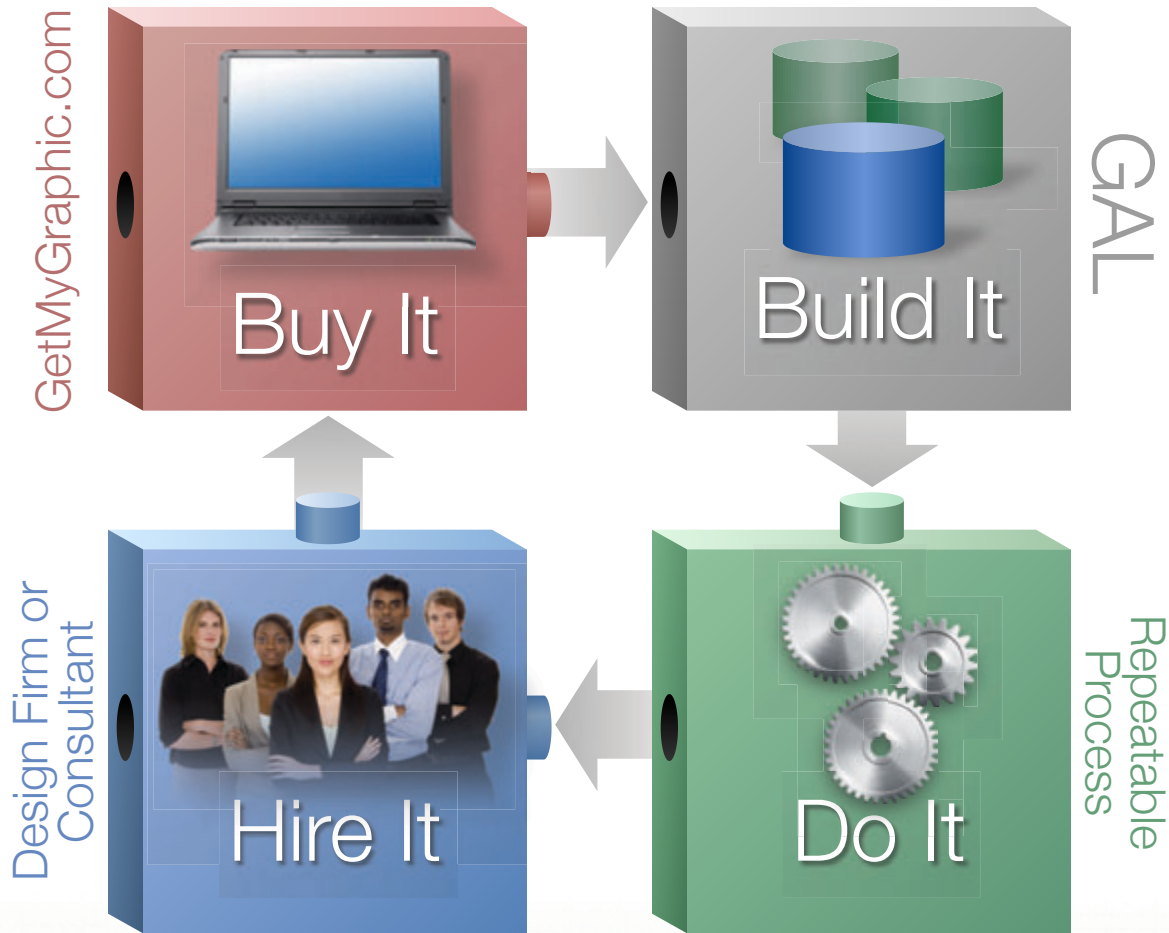 GetMyGraphic.com
Buy It
Build It
GAL
Design Firm or
Consultant
Hire It
Do It
Repeatable
Process